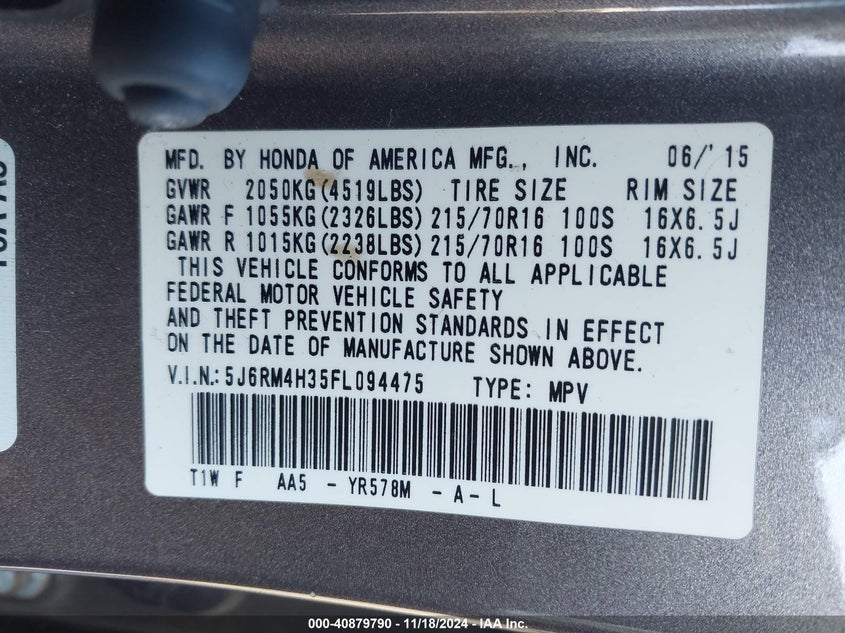 MFD. BY HONDA OF AMERICA MFG., INC. 06/'15
GVWR 2050KG(4519LBS) TIRE SIZE RIM SIZE
GAWR F 1055KG(2326LBS) 215/70R16 100S 16X6.5J
GAWR R 1015KG(2238LBS) 215/70R16 100S 16X6.5J
THIS VEHICLE CONFORMS TO ALL APPLICABLE
FEDERAL MOTOR VEHICLE SAFETY
AND THEFT PREVENTION STANDARDS IN EFFECT
ON THE DATE OF MANUFACTURE SHOWN ABOVE.
V.I.N.: 5J6RM4H35FL094475 TYPE: MPV
T1W F AA5 - YR578M - A - L
000-40879790 - 11/18/2024 - IAA Inc.